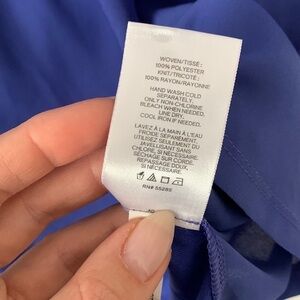 WOVEN/TISSÉ:
100% POLYESTER
KNIT/TRICOTÉ:
100% RAYON/RAYONNE
HAND WASH COLD
SEPARATELY.
ONLY NON-CHLORINE
BLEACH IF NEEDED.
LINE DRY.
COOL IRON IF NEEDED.
LAVEZ À LA MAIN À L'EAU
FROIDE SÉPARÉMENT.
UTILISEZ SEULEMENT DU
JAVELLISANT SANS
CHLORE SI NÉCESSAIRE.
SÉCHAGE SUR CORDE.
REPASSAGE DOUX
SI NÉCESSAIRE.
RN# 55285